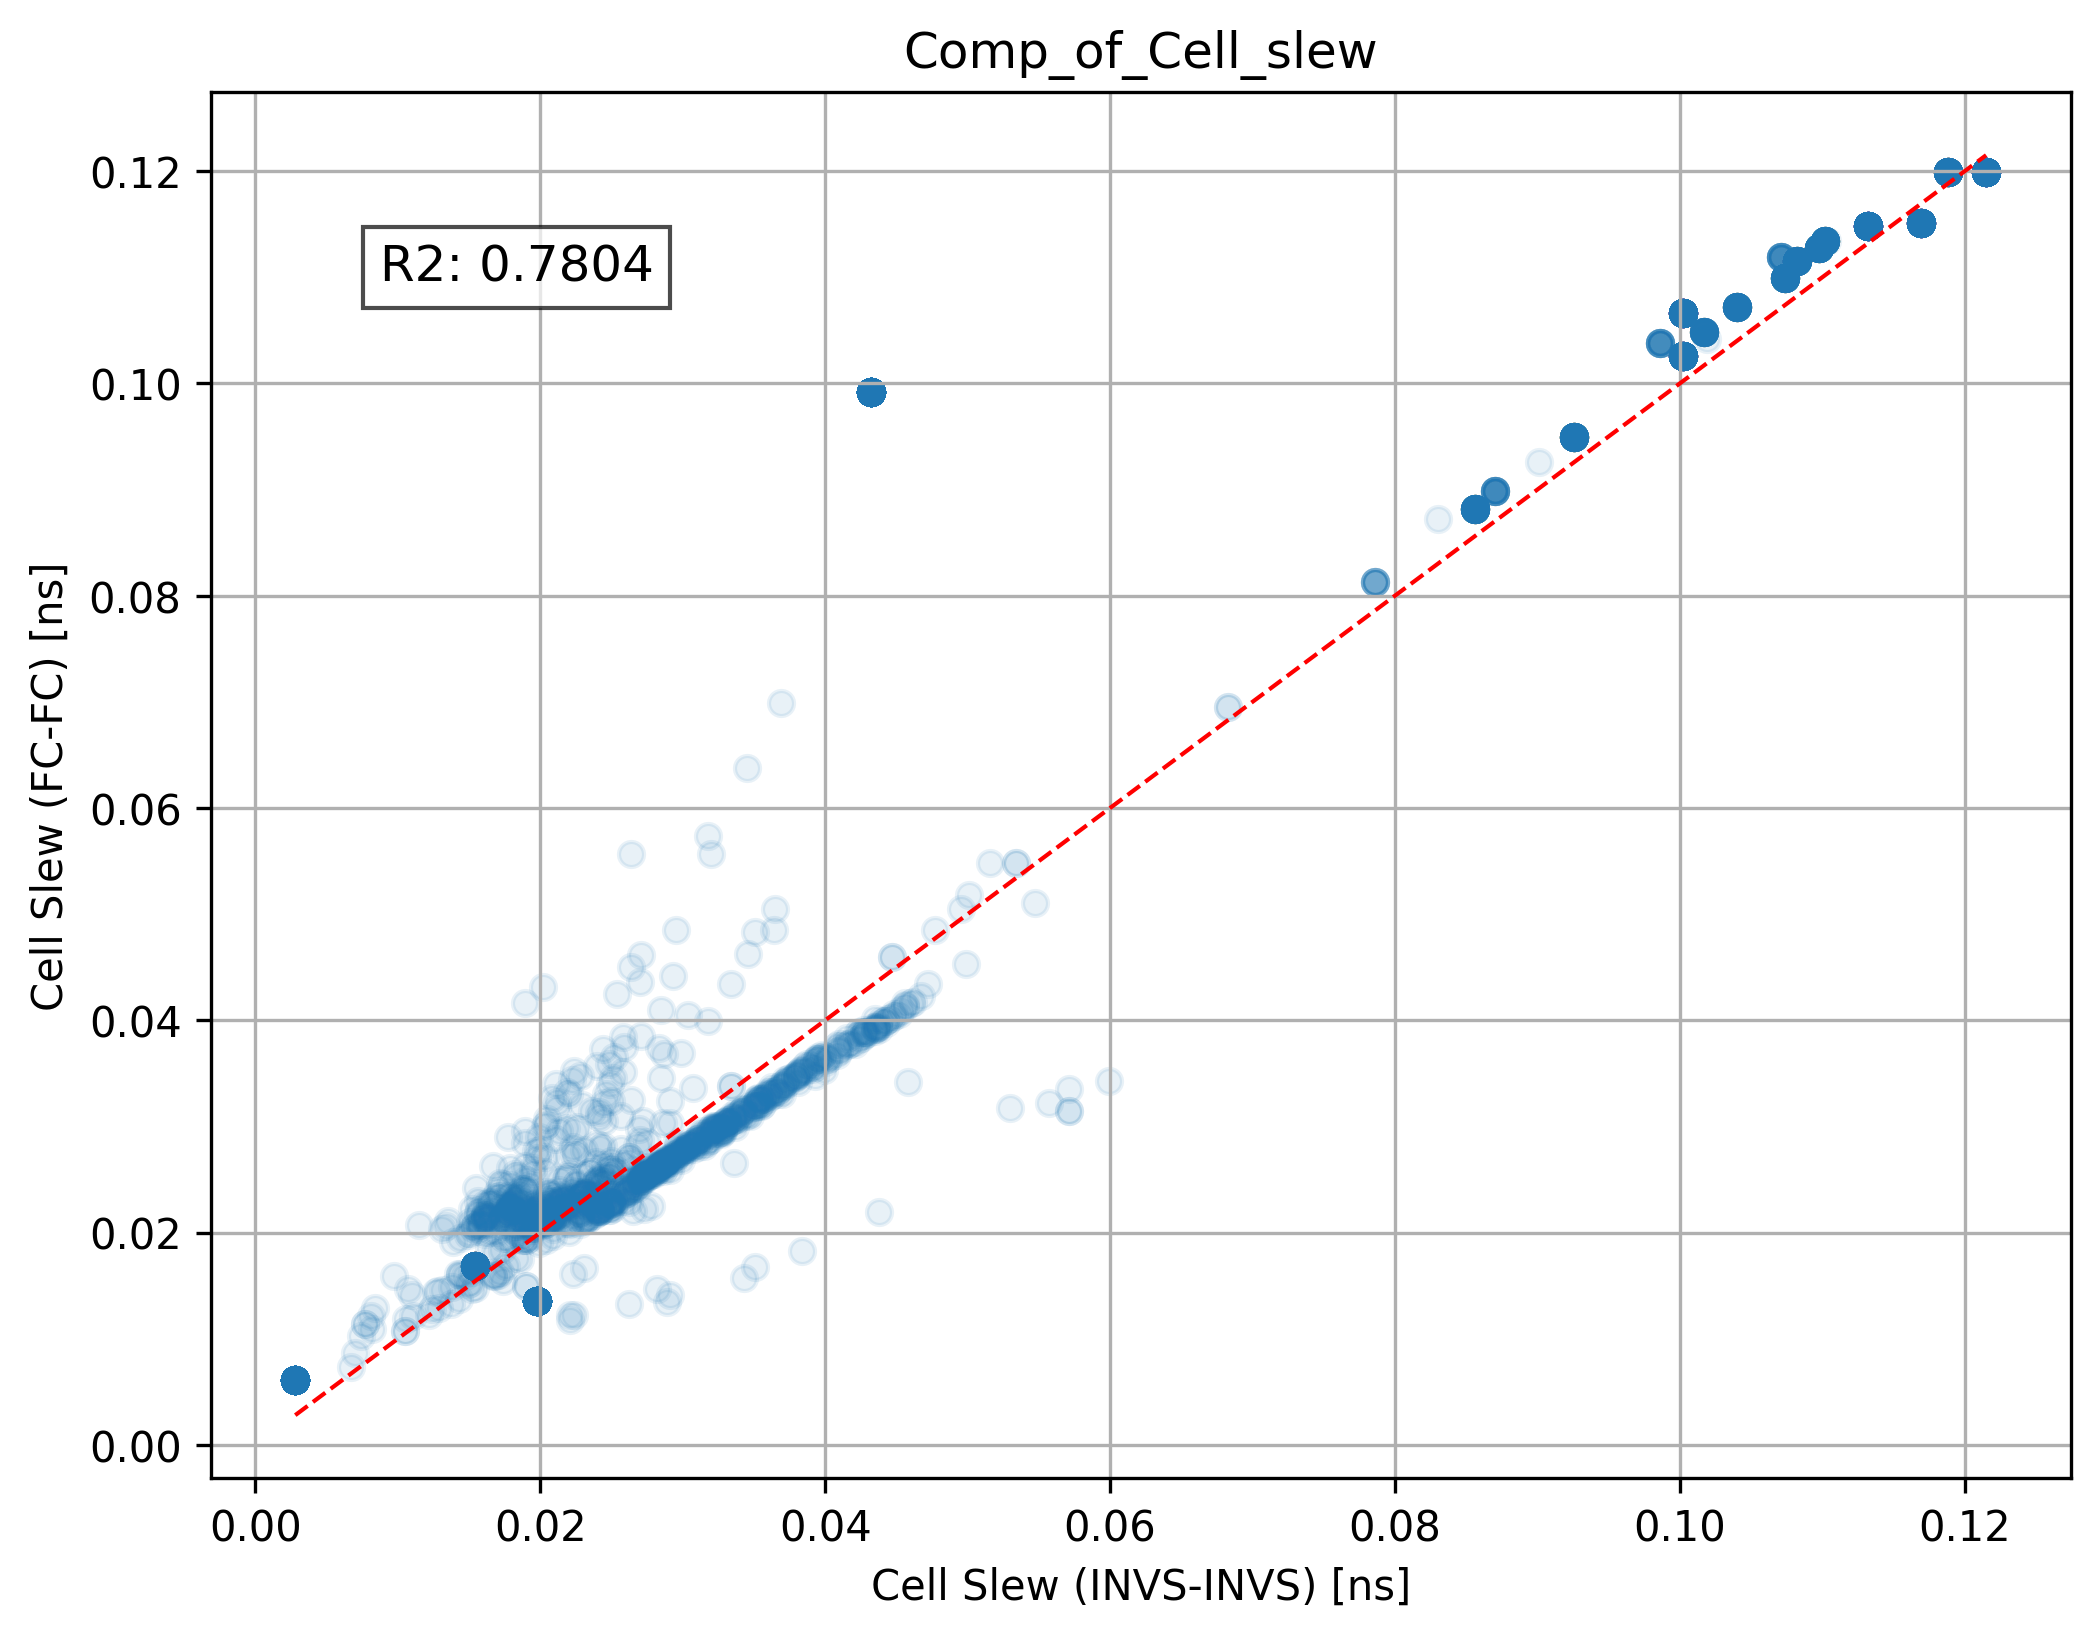 Comp_of_Cell_slew
R2: 0.7804
Cell Slew (FC-FC) [ns]
0.12
0.10
0.08
0.06
0.04
0.02
0.00
0.00 0.02 0.04 0.06 0.08 0.10 0.12
Cell Slew (INVS-INVS) [ns]